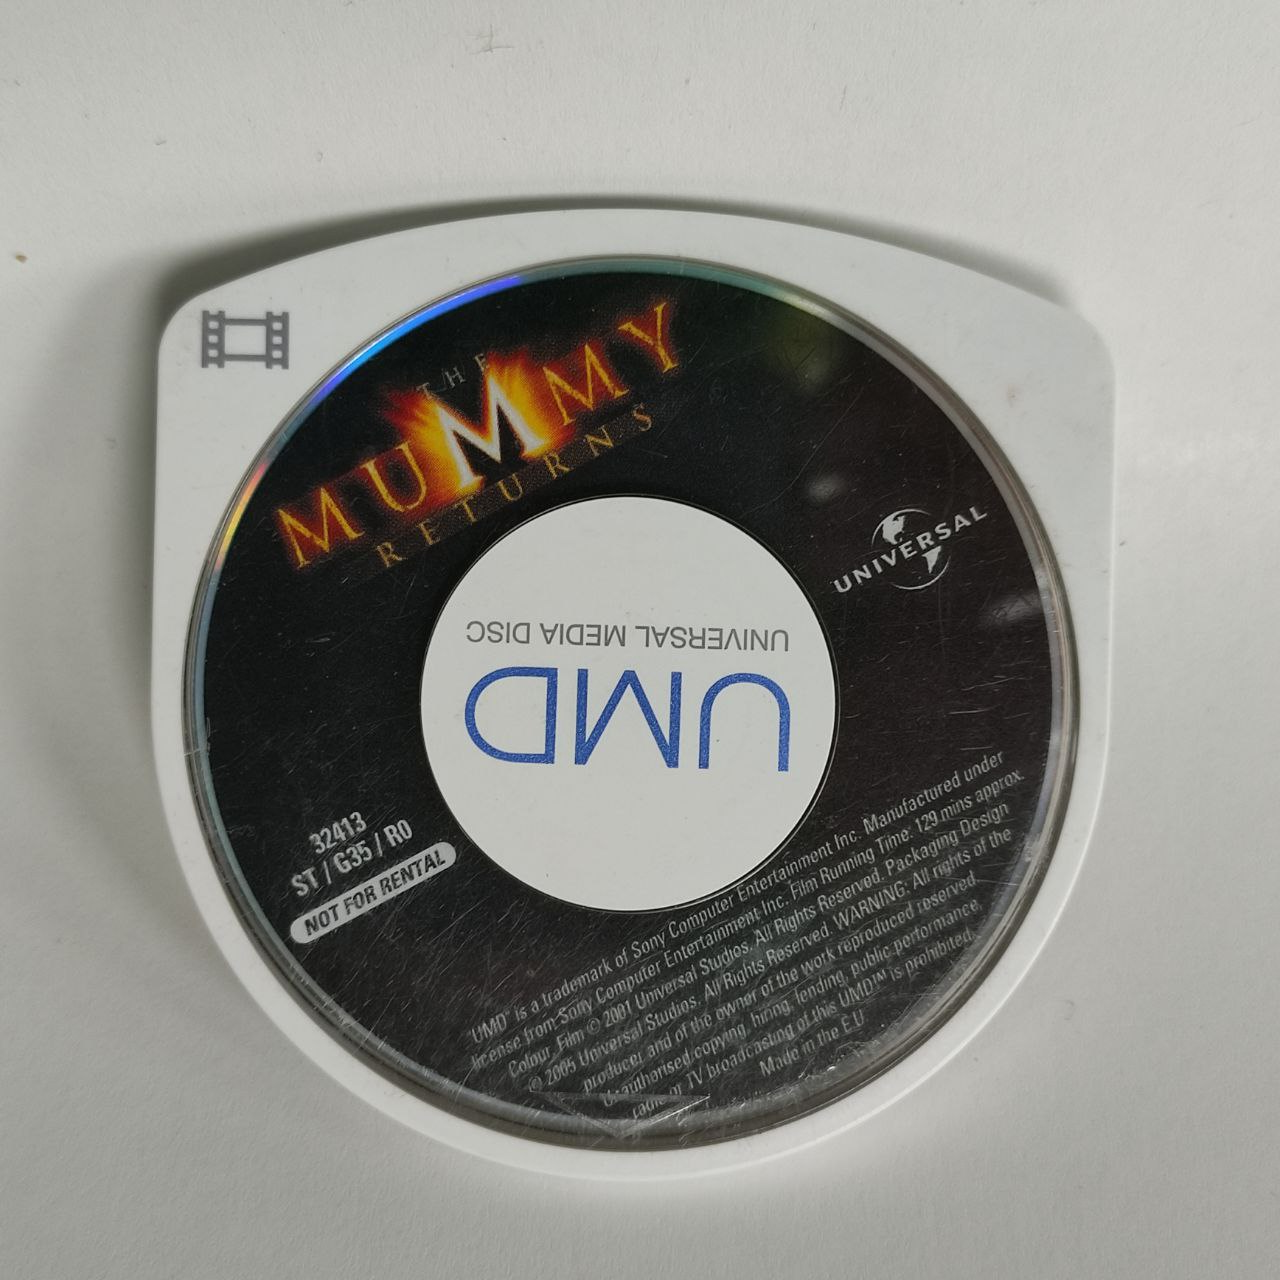 THE
MUMMY
RETURNS
UNIVERSAL
UNIVERSAL MEDIA DISC
UMD
32413
ST / G35 / R0
NOT FOR RENTAL
"UMD" is a trademark of Sony Computer Entertainment Inc. Manufactured under
license from Sony Computer Entertainment Inc. Film Running Time: 129 mins approx.
Colour. Film © 2001 Universal Studios. All Rights Reserved. Packaging Design
© 2005 Universal Studios. All Rights Reserved. WARNING: All rights of the
producer and of the owner of the work reproduced reserved.
Unauthorised copying, hiring, lending, public performance
radio or TV broadcasting of this UMD™ is prohibited.
Made in the E.U